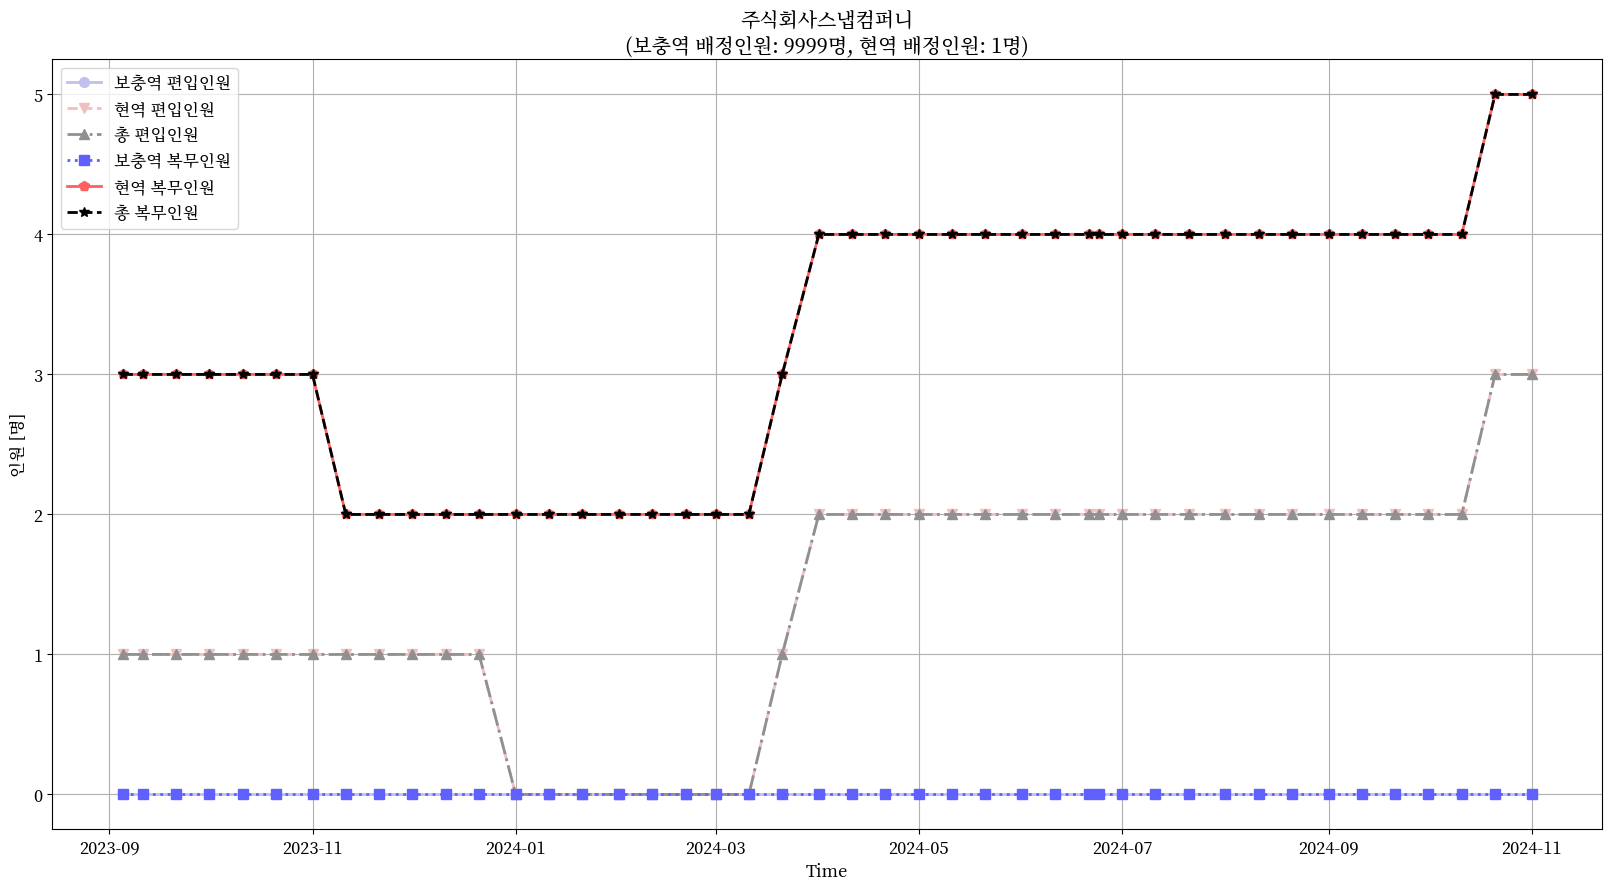 주식회사스냅컴퍼니
(보충역 배정인원: 9999명, 현역 배정인원: 1명)
보충역 편입인원
현역 편입인원
총 편입인원
보충역 복무인원
현역 복무인원
총 복무인원
5
4
3
2
1
0
인원 [명]
2023-09
2023-11
2024-01
2024-03
2024-05
2024-07
2024-09
2024-11
Time